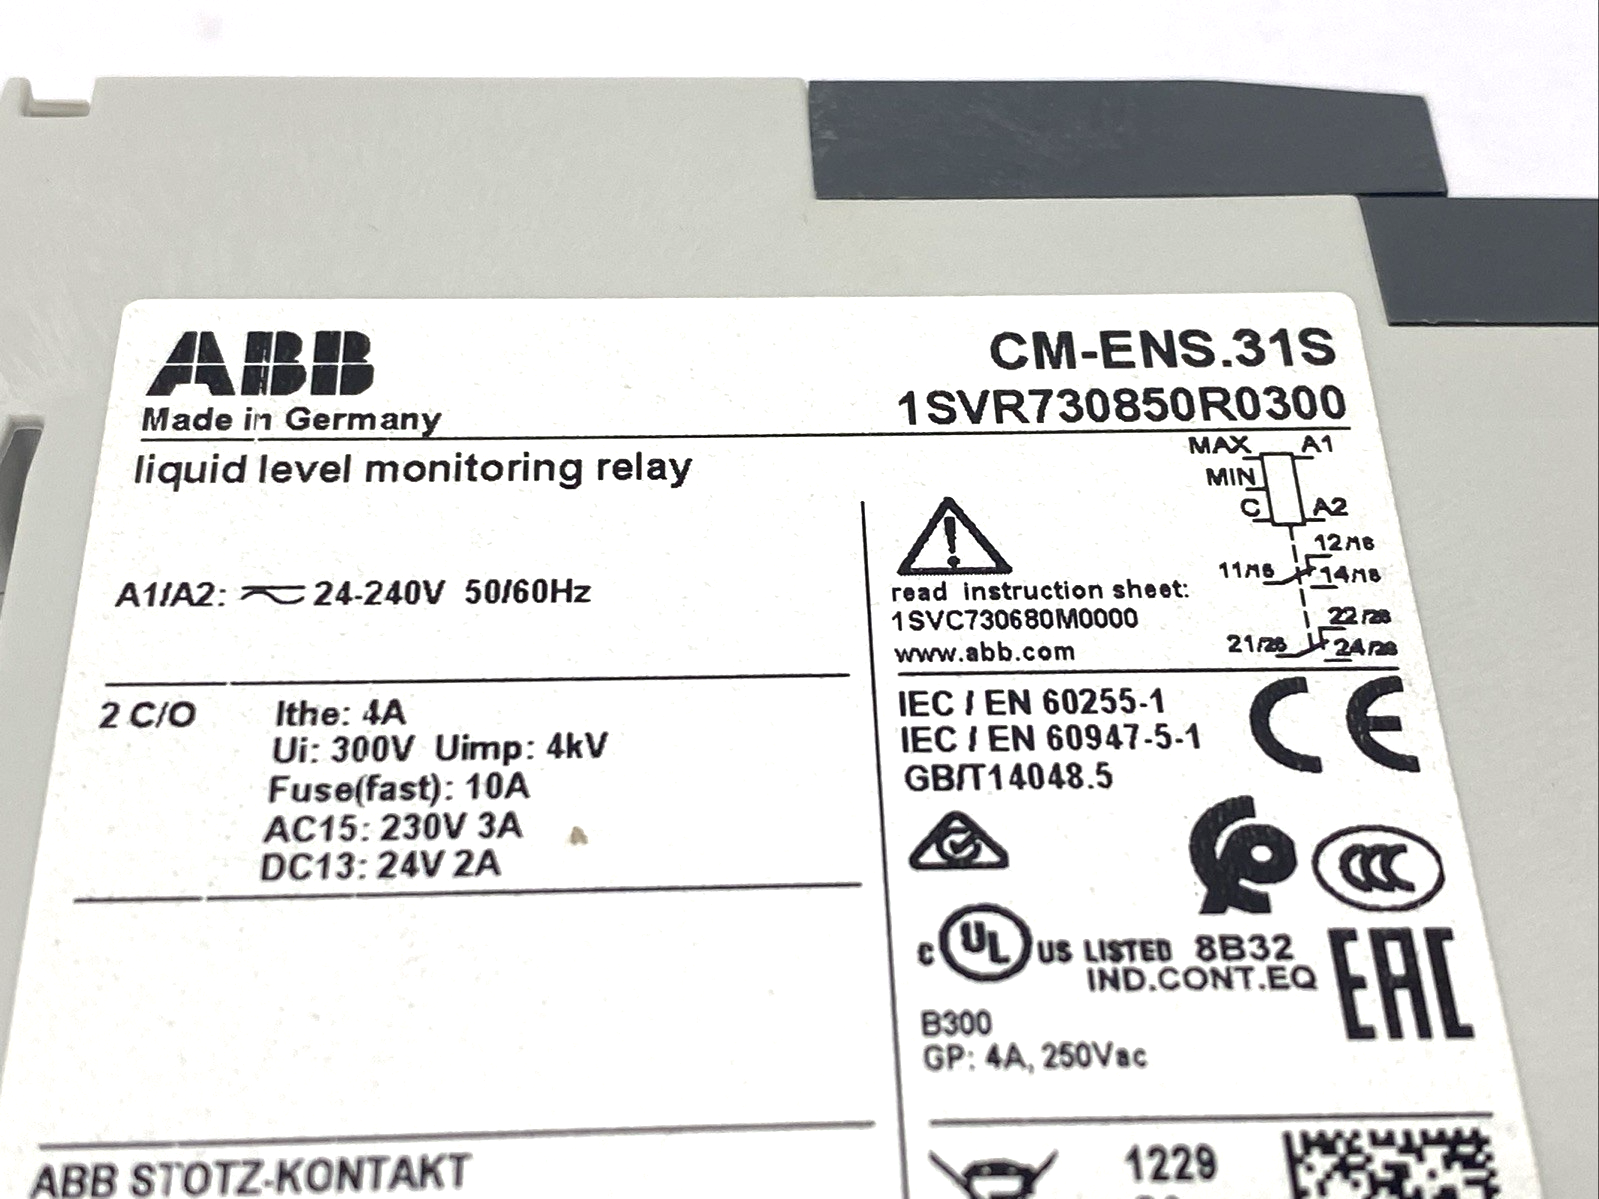 ABB
Made in Germany
CM-ENS.31S
1SVR730850R0300
liquid level monitoring relay
MAX A1
MIN
C A2
12/16
11/16 14/18
22/26
21/25 24/28
A1/A2: 24-240V 50/60Hz
read instruction sheet:
1SVC730680M0000
www.abb.com
2 C/O Ithe: 4A
Ui: 300V Uimp: 4kV
Fuse(fast): 10A
AC15: 230V 3A
DC13: 24V 2A
IEC / EN 60255-1
IEC / EN 60947-5-1
GB/T14048.5
CE
CCC
C UL US LISTED 8B32
IND.CONT.EQ
EAC
B300
GP: 4A, 250Vac
ABB STOTZ-KONTAKT
1229